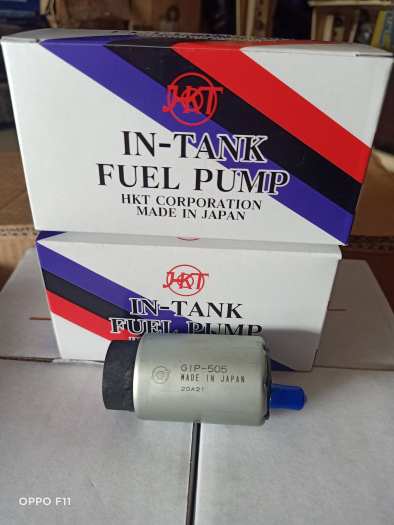 HKT
IN-TANK
FUEL PUMP
HKT CORPORATION
MADE IN JAPAN
HKT
IN-TANK
FUEL PUMP
GIP-505
MADE IN JAPAN
20A21
OPPO F11